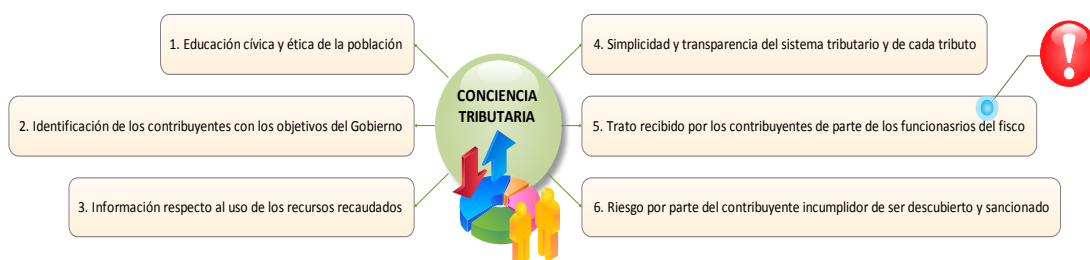 1. Educación cívica y ética de la población
2. Identificación de los contribuyentes con los objetivos del Gobierno
3. Información respecto al uso de los recursos recaudados
CONCIENCIA
TRIBUTARIA
4. Simplicidad y transparencia del sistema tributario y de cada tributo
5. Trato recibido por los contribuyentes de parte de los funcionasrios del fisco
6. Riesgo por parte del contribuyente incumplidor de ser descubierto y sancionado
!